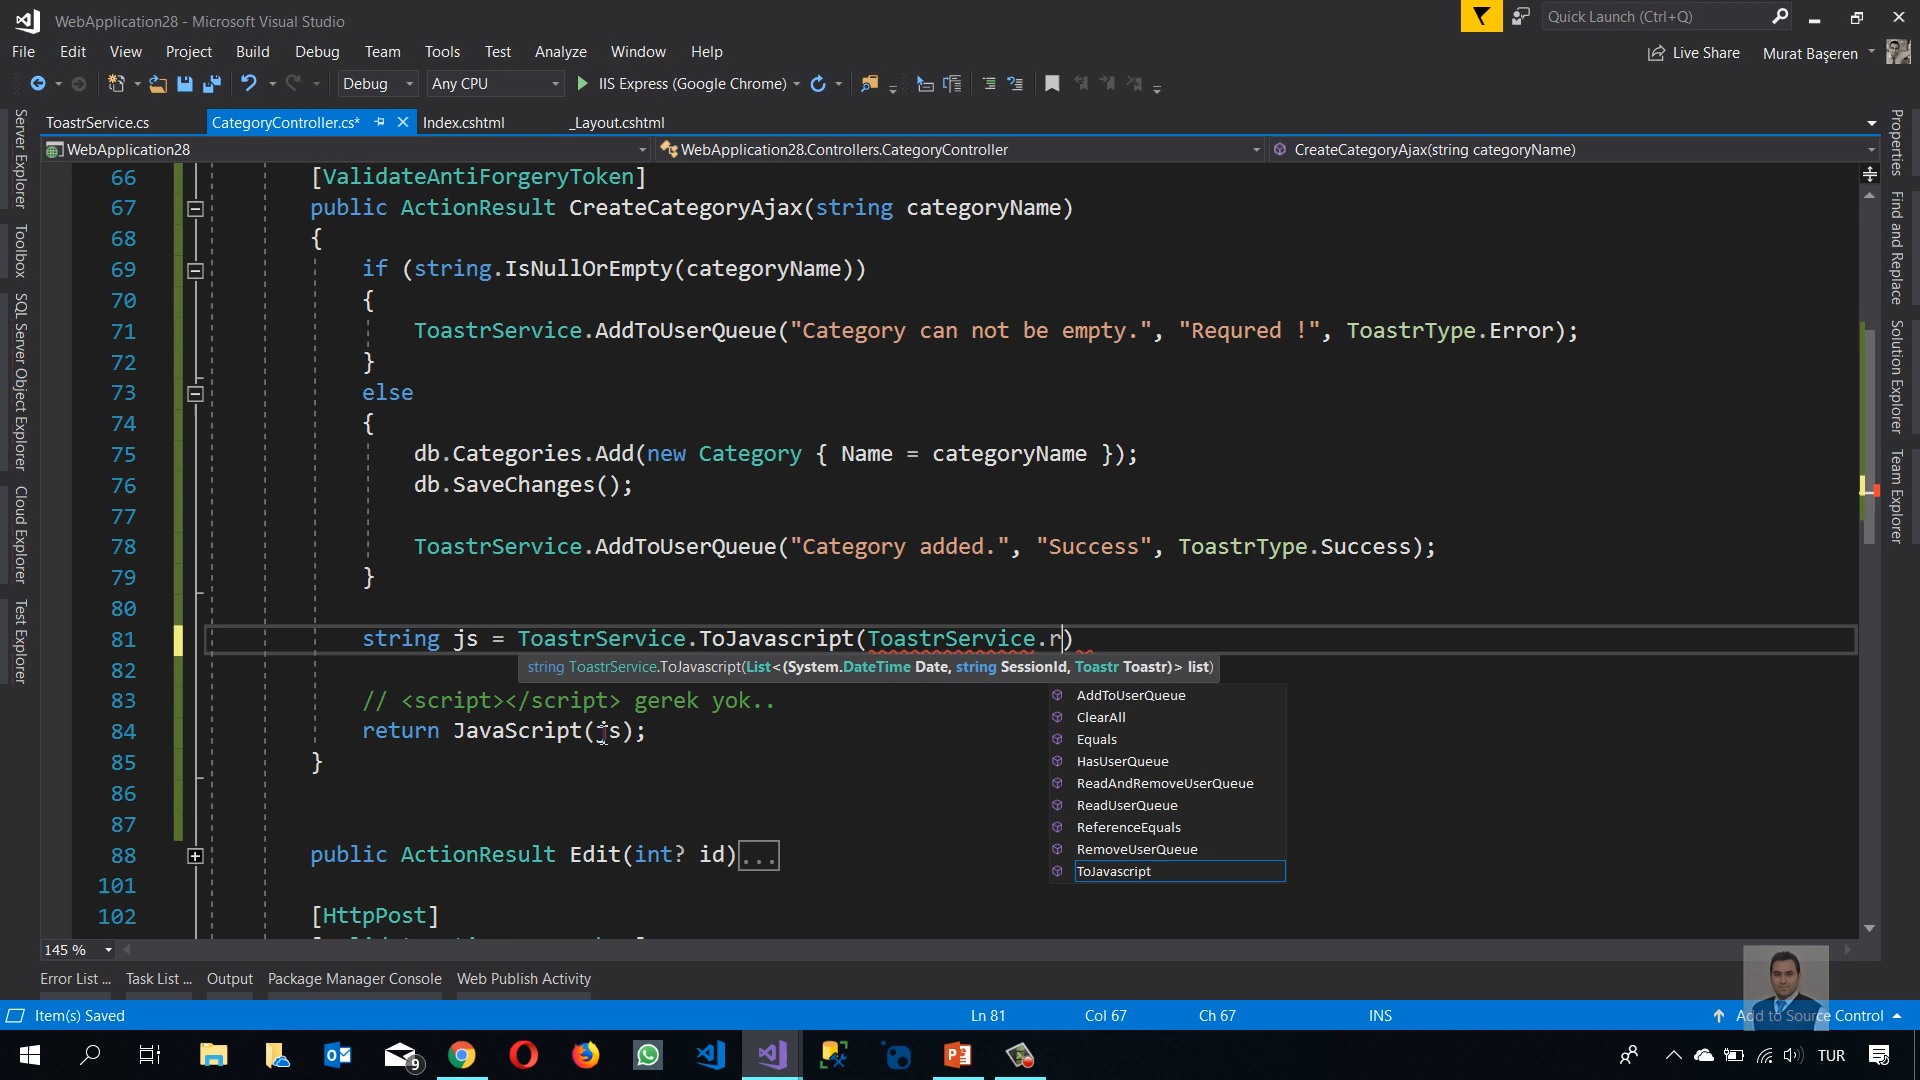 WebApplication28 - Microsoft Visual Studio
Quick Launch (Ctrl+Q)
File Edit View Project Build Debug Team Tools Test Analyze Window Help
Live Share Murat Başeren
Debug Any CPU IIS Express (Google Chrome)
ToastrService.cs CategoryController.cs* Index.cshtml _Layout.cshtml
WebApplication28 WebApplication28.Controllers.CategoryController CreateCategoryAjax(string categoryName)
Server Explorer
Toolbox
SQL Server Object Explorer
Cloud Explorer
Test Explorer
66 [ValidateAntiForgeryToken]
67 public ActionResult CreateCategoryAjax(string categoryName)
68 {
69 if (string.IsNullOrEmpty(categoryName))
70 {
71 ToastrService.AddToUserQueue("Category can not be empty.", "Requred !", ToastrType.Error);
72 }
73 else
74 {
75 db.Categories.Add(new Category { Name = categoryName });
76 db.SaveChanges();
77
78 ToastrService.AddToUserQueue("Category added.", "Success", ToastrType.Success);
79 }
80
81 string js = ToastrService.ToJavascript(ToastrService.r)
string ToastrService.ToJavascript(List<(System.DateTime Date, string SessionId, Toastr Toastr)> list)
82
83 // <script></script> gerek yok..
84 return JavaScript(js);
85 }
86
87
88 public ActionResult Edit(int? id)...
101
102 [HttpPost]
AddToUserQueue
ClearAll
Equals
HasUserQueue
ReadAndRemoveUserQueue
ReadUserQueue
ReferenceEquals
RemoveUserQueue
ToJavascript
Properties
Find and Replace
Solution Explorer
Team Explorer
145 %
Error List ... Task List ... Output Package Manager Console Web Publish Activity
Item(s) Saved Ln 81 Col 67 Ch 67 INS Add to Source Control
9 TUR